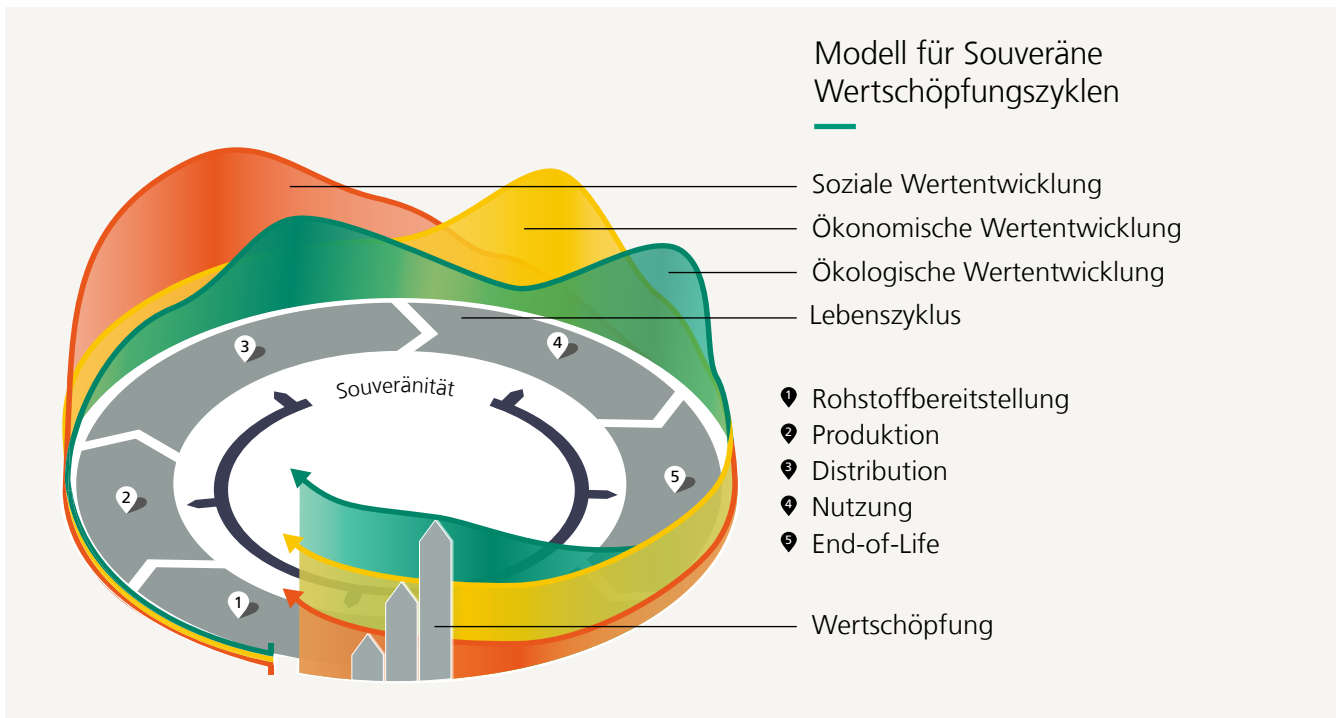 Modell für Souveräne
Wertschöpfungszyklen
Soziale Wertentwicklung
Ökonomische Wertentwicklung
Ökologische Wertentwicklung
Lebenszyklus
1 Rohstoffbereitstellung
2 Produktion
3 Distribution
4 Nutzung
5 End-of-Life
Wertschöpfung
Souveränität
3
4
2
5
1